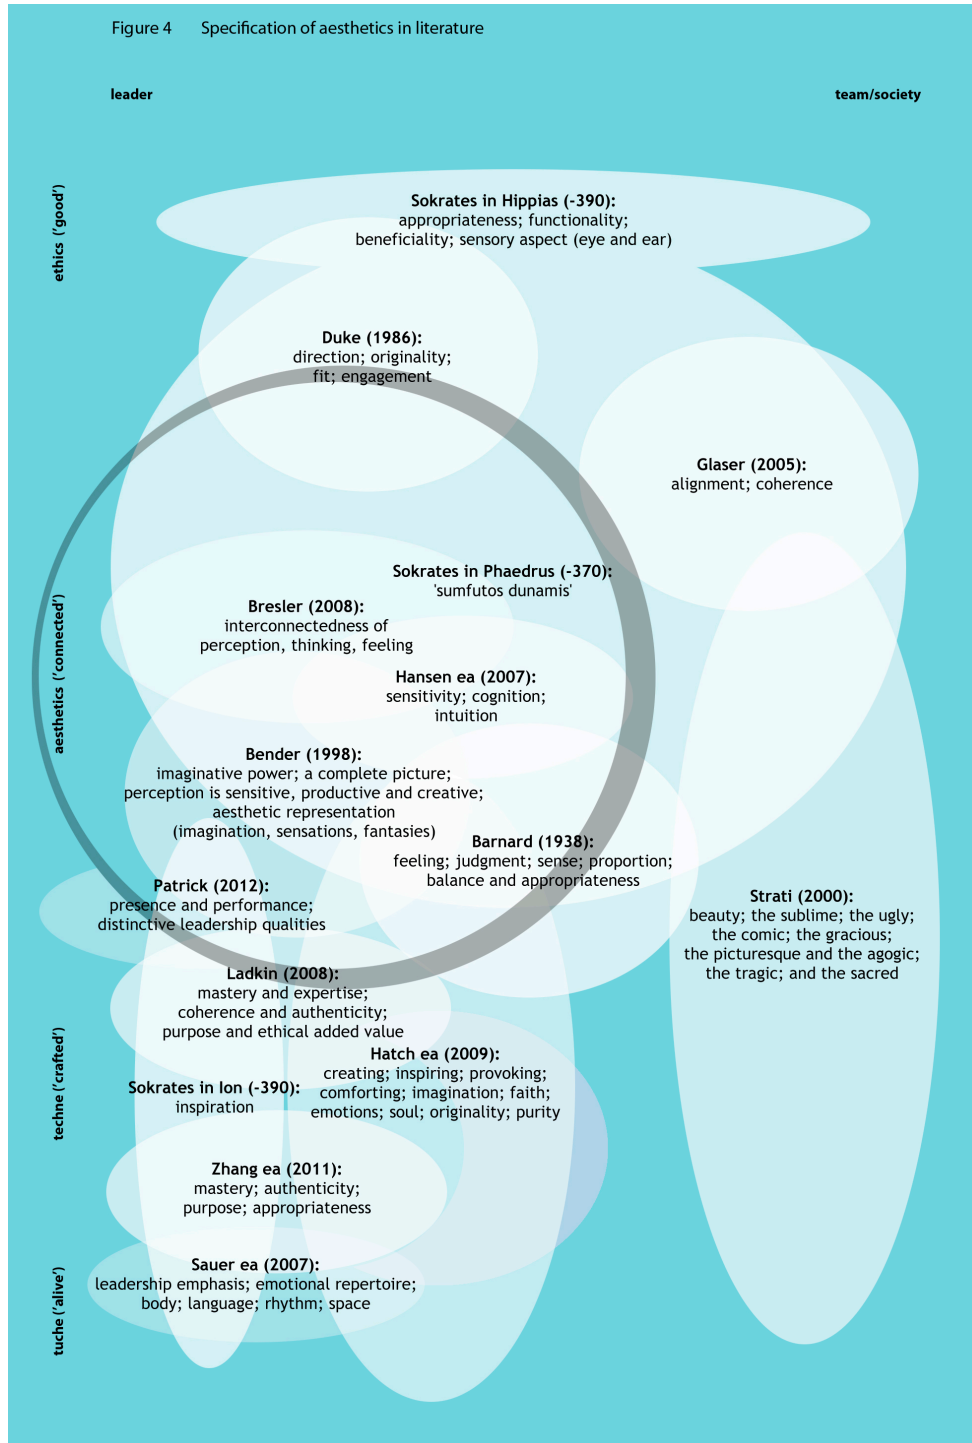 Figure 4 Specification of aesthetics in literature
leader
team/society
ethics ('good')
Sokrates in Hippias (-390):
appropriateness; functionality;
beneficiality; sensory aspect (eye and ear)
Duke (1986):
direction; originality;
fit; engagement
Glaser (2005):
alignment; coherence
aesthetics ('connected')
Sokrates in Phaedrus (-370):
'sumfutos dunamis'
Bresler (2008):
interconnectedness of
perception, thinking, feeling
Hansen ea (2007):
sensitivity; cognition;
intuition
Bender (1998):
imaginative power; a complete picture;
perception is sensitive, productive and creative;
aesthetic representation
(imagination, sensations, fantasies)
Barnard (1938):
feeling; judgment; sense; proportion;
balance and appropriateness
Patrick (2012):
presence and performance;
distinctive leadership qualities
Strati (2000):
beauty; the sublime; the ugly;
the comic; the gracious;
the picturesque and the agogic;
the tragic; and the sacred
Ladkin (2008):
mastery and expertise;
coherence and authenticity;
purpose and ethical added value
techne ('crafted')
Hatch ea (2009):
creating; inspiring; provoking;
comforting; imagination; faith;
emotions; soul; originality; purity
Sokrates in Ion (-390):
inspiration
Zhang ea (2011):
mastery; authenticity;
purpose; appropriateness
tuche ('alive')
Sauer ea (2007):
leadership emphasis; emotional repertoire;
body; language; rhythm; space